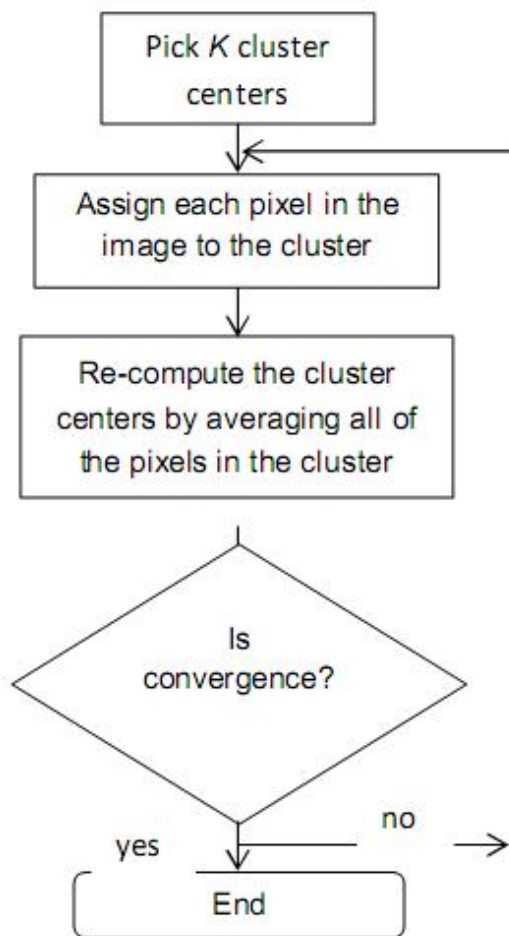 Pick K cluster
centers
Assign each pixel in the
image to the cluster
Re-compute the cluster
centers by averaging all of
the pixels in the cluster
Is
convergence?
no
yes
End